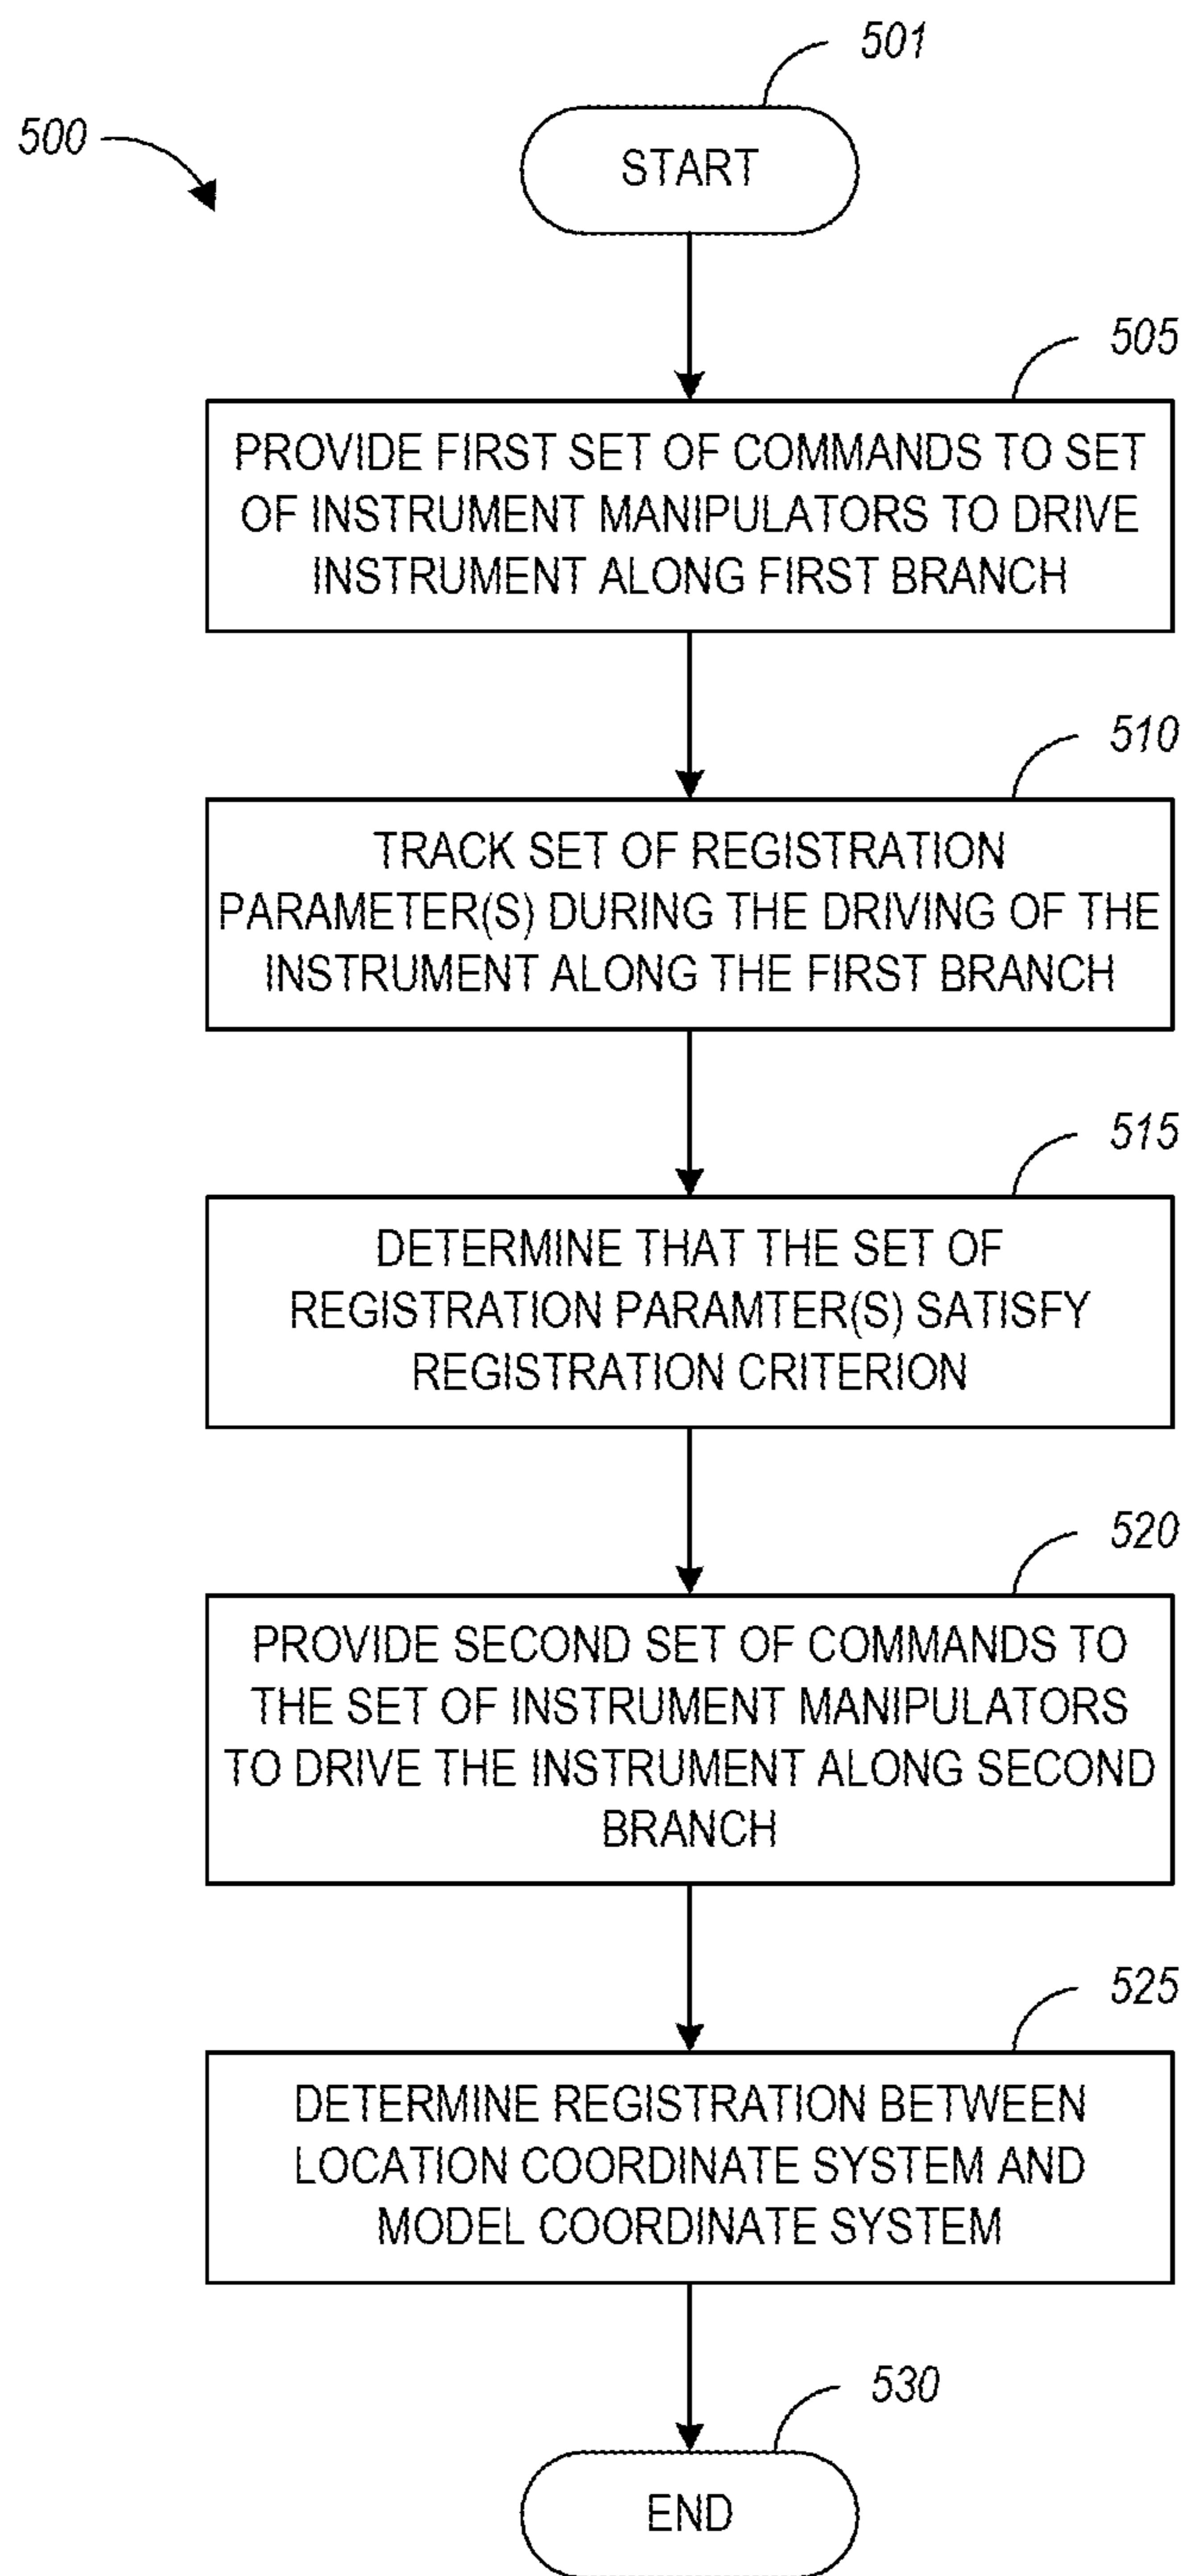 501
500
START
505
PROVIDE FIRST SET OF COMMANDS TO SET
OF INSTRUMENT MANIPULATORS TO DRIVE
INSTRUMENT ALONG FIRST BRANCH
510
TRACK SET OF REGISTRATION
PARAMETER(S) DURING THE DRIVING OF THE
INSTRUMENT ALONG THE FIRST BRANCH
515
DETERMINE THAT THE SET OF
REGISTRATION PARAMTER(S) SATISFY
REGISTRATION CRITERION
520
PROVIDE SECOND SET OF COMMANDS TO
THE SET OF INSTRUMENT MANIPULATORS
TO DRIVE THE INSTRUMENT ALONG SECOND
BRANCH
525
DETERMINE REGISTRATION BETWEEN
LOCATION COORDINATE SYSTEM AND
MODEL COORDINATE SYSTEM
530
END